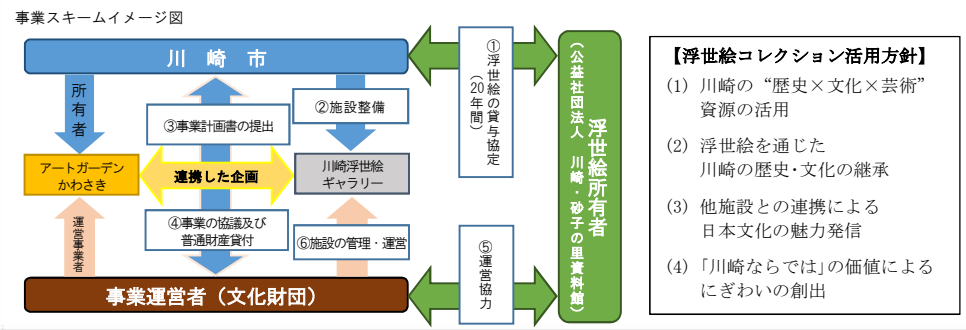 事業スキームイメージ図
川崎市
所有者
②施設整備
③事業計画書の提出
①浮世絵の貸与協定
（20年間）
アートガーデン
かわさき
連携した企画
川崎浮世絵
ギャラリー
浮世絵所有者
（公益社団法人 川崎・砂子の里資料館）
運営事業者
④事業の協議及び
普通財産貸付
⑥施設の管理・運営
⑤運営協力
事業運営者（文化財団）
【浮世絵コレクション活用方針】
(1) 川崎の“歴史×文化×芸術”
資源の活用
(2) 浮世絵を通じた
川崎の歴史・文化の継承
(3) 他施設との連携による
日本文化の魅力発信
(4) 「川崎ならでは」の価値による
にぎわいの創出